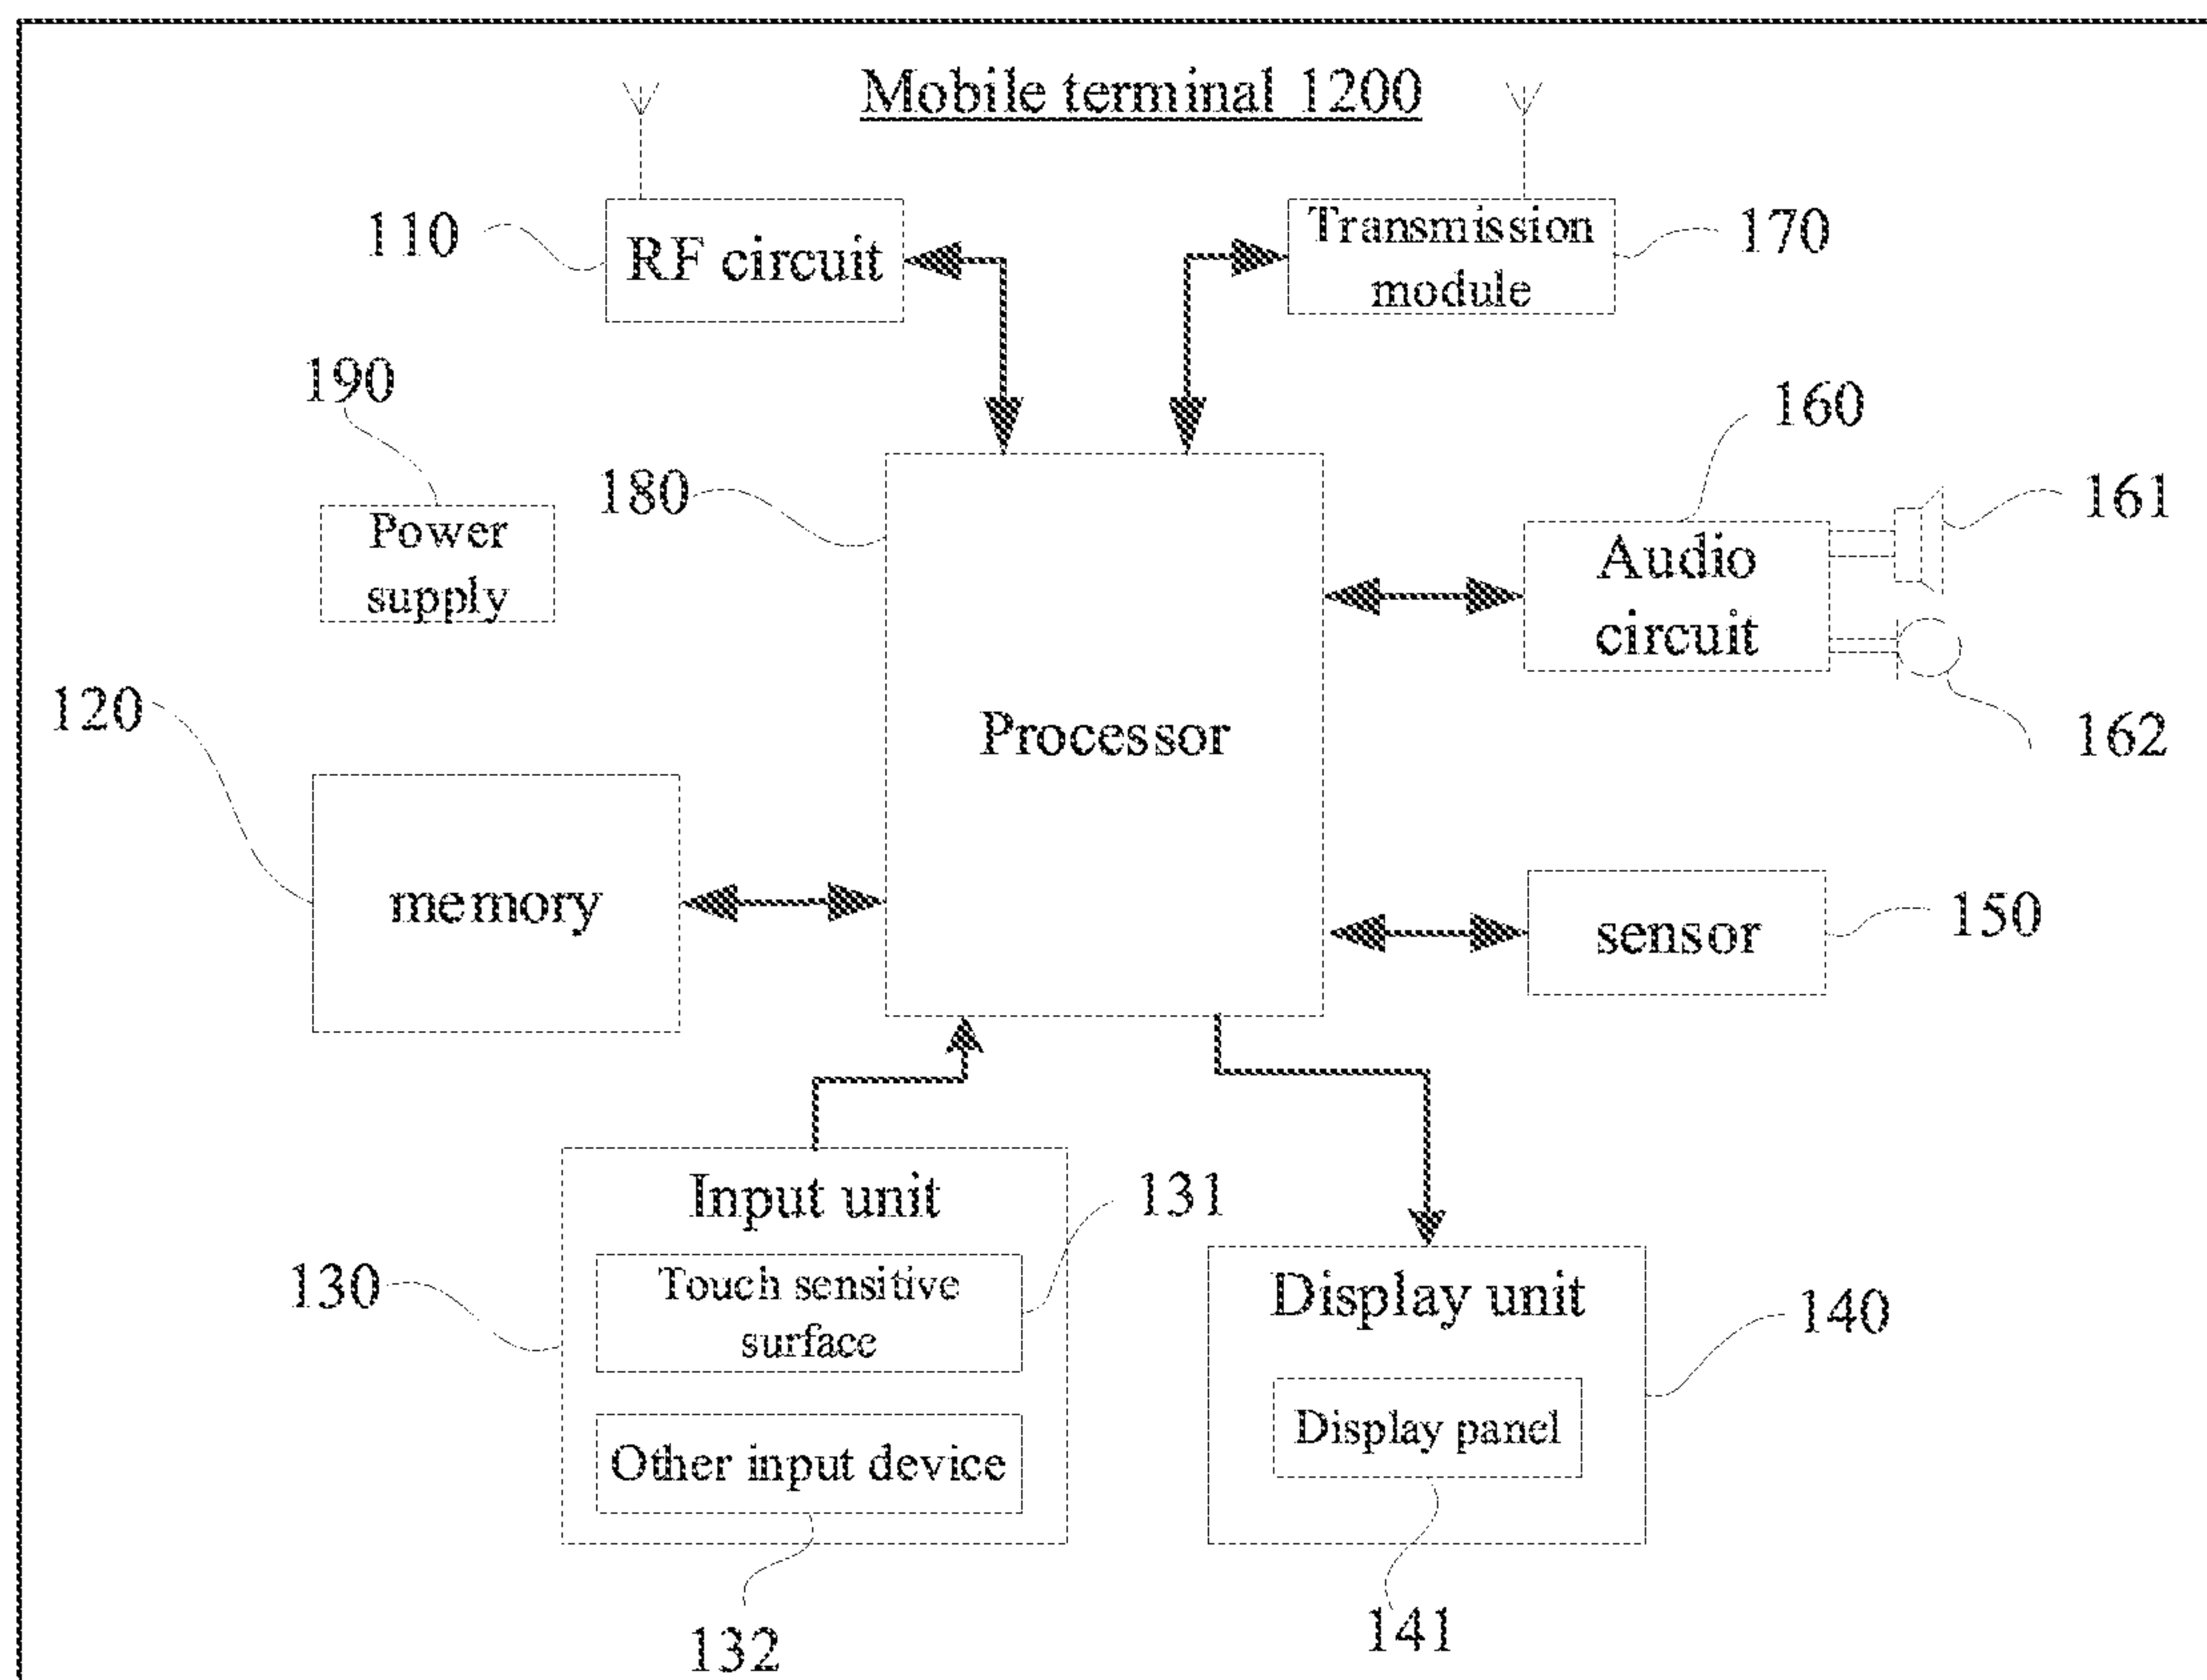 Mobile terminal 1200
110
RF circuit
Transmission
module
170
190
Power
supply
180
Processor
160
Audio
circuit
161
162
120
memory
sensor
150
Input unit
130
131
Touch sensitive
surface
Other input device
132
Display unit
140
Display panel
141